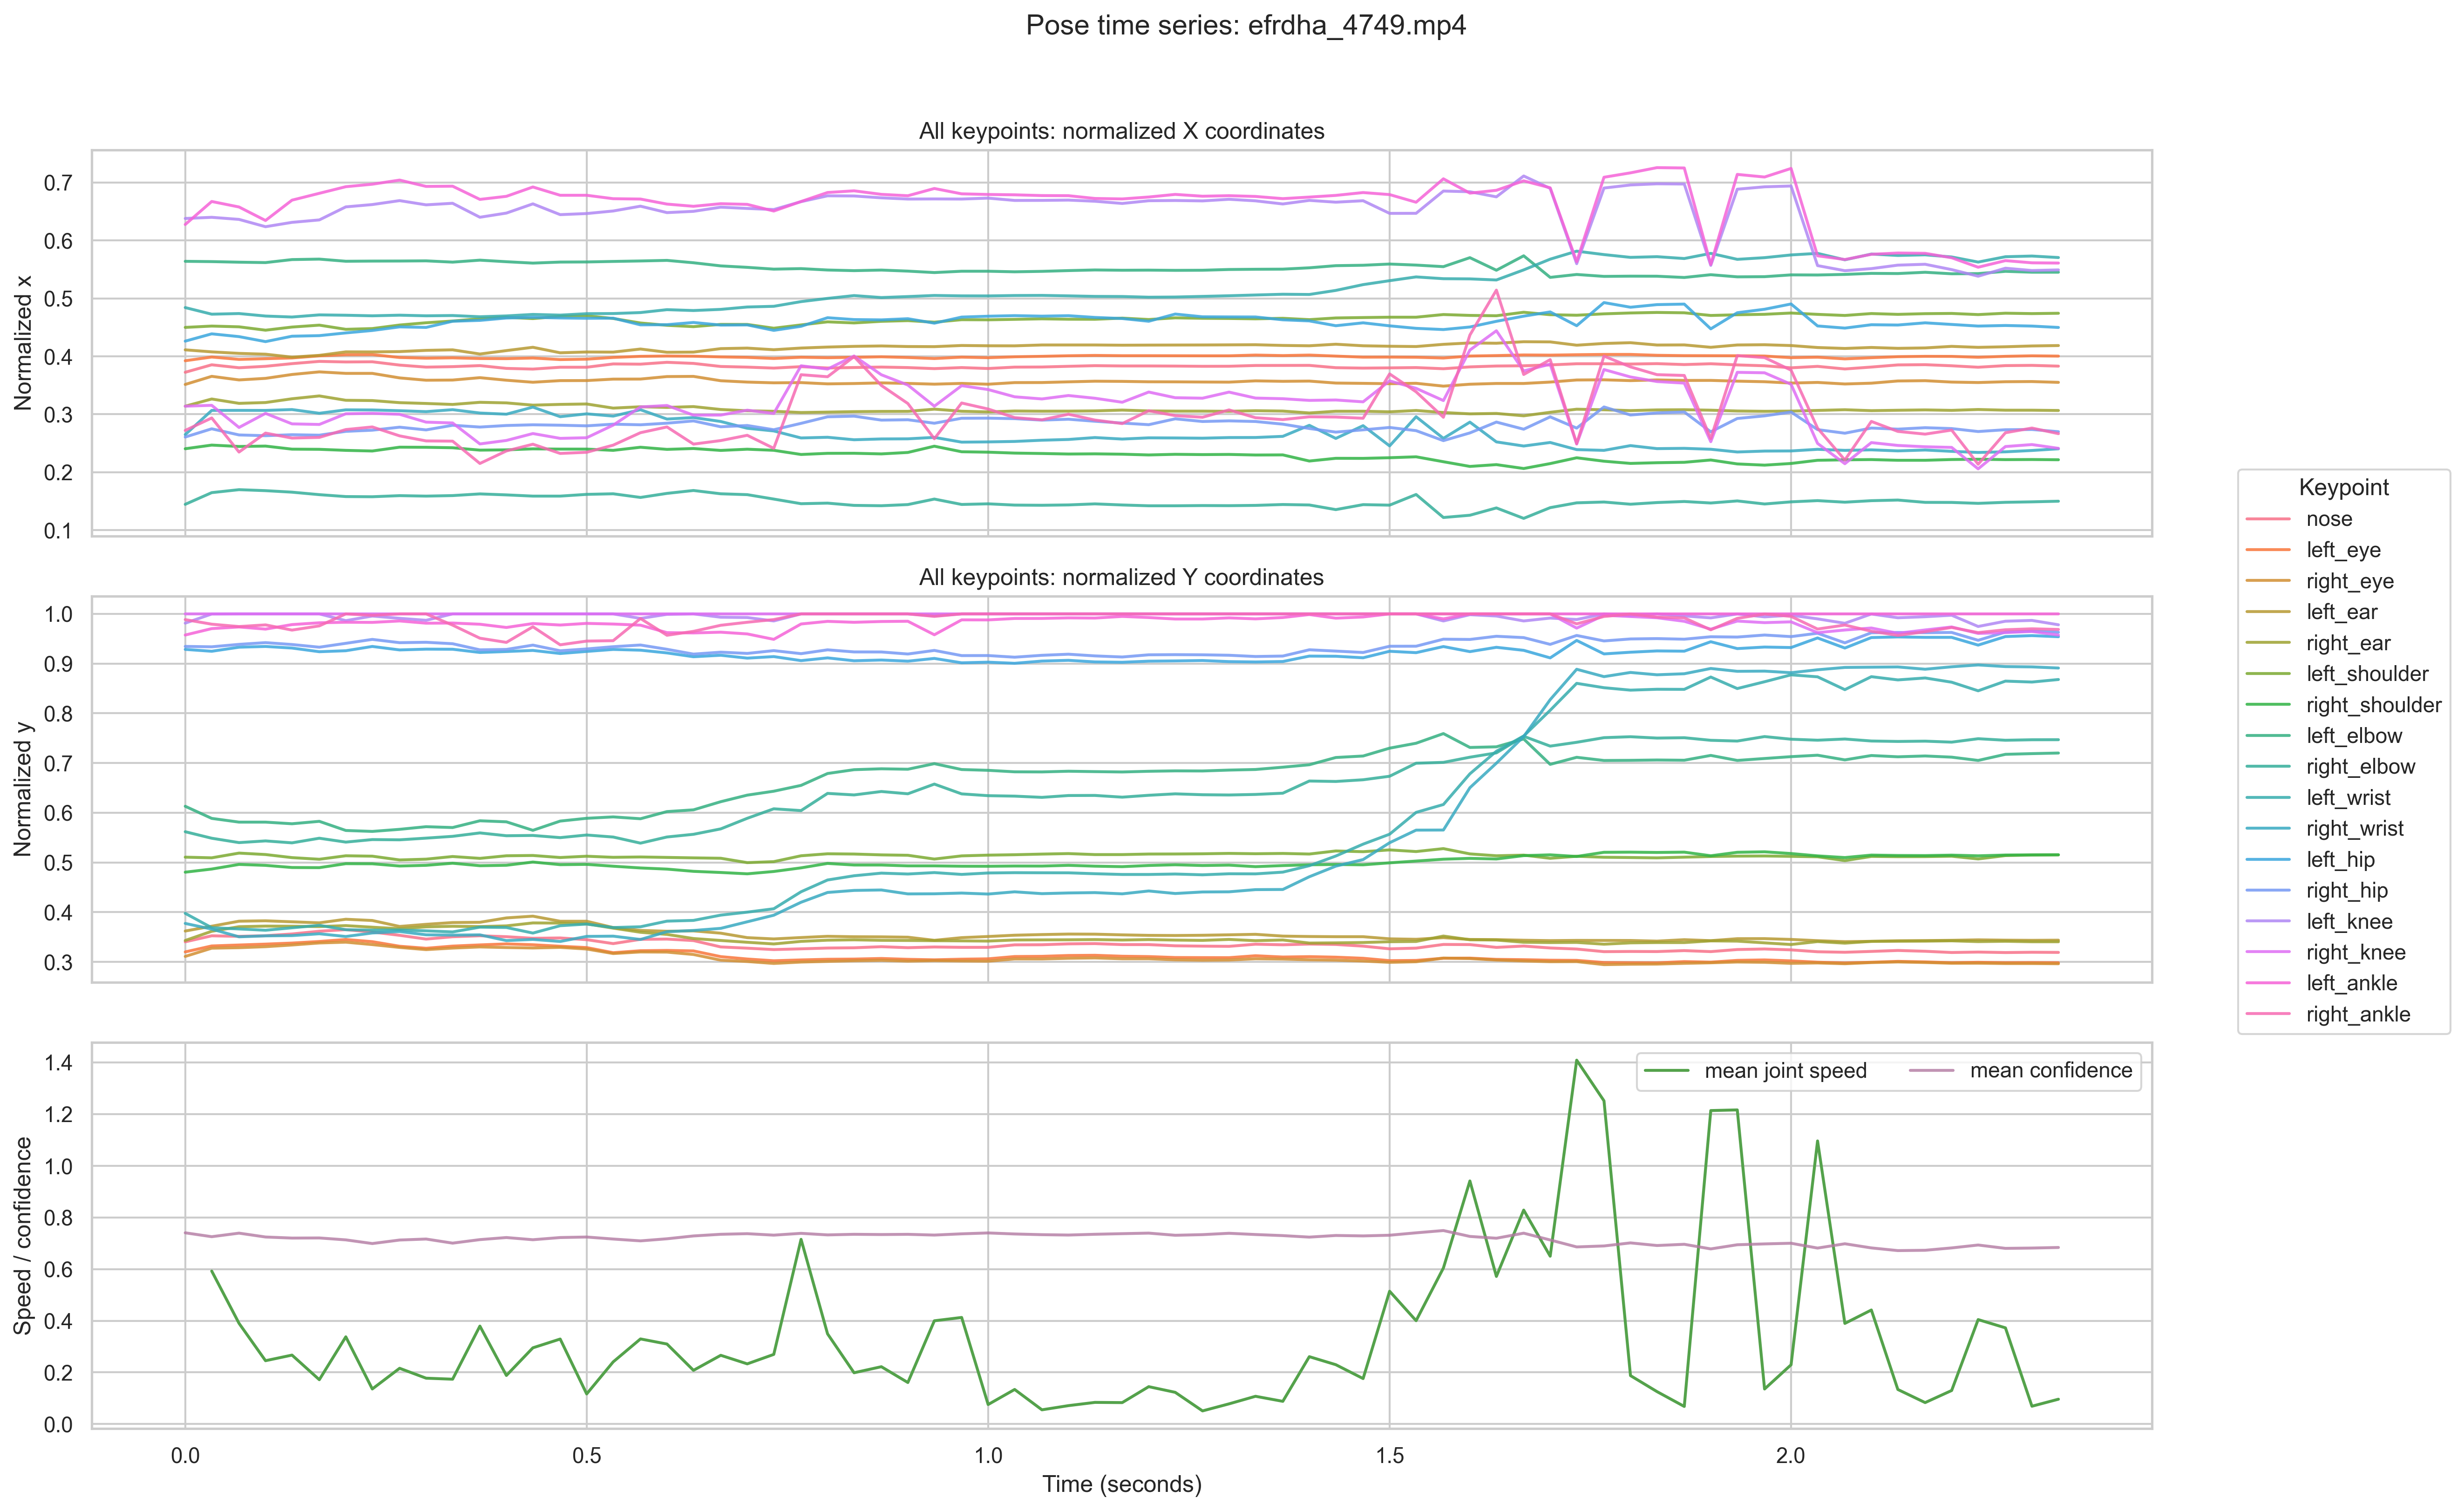 Pose time series: efrdha_4749.mp4
All keypoints: normalized X coordinates
Normalized x
0.7
0.6
0.5
0.4
0.3
0.2
0.1
All keypoints: normalized Y coordinates
Normalized y
1.0
0.9
0.8
0.7
0.6
0.5
0.4
0.3
Keypoint
nose
left_eye
right_eye
left_ear
right_ear
left_shoulder
right_shoulder
left_elbow
right_elbow
left_wrist
right_wrist
left_hip
right_hip
left_knee
right_knee
left_ankle
right_ankle
Speed / confidence
1.4
1.2
1.0
0.8
0.6
0.4
0.2
0.0
mean joint speed mean confidence
0.0 0.5 1.0 1.5 2.0
Time (seconds)